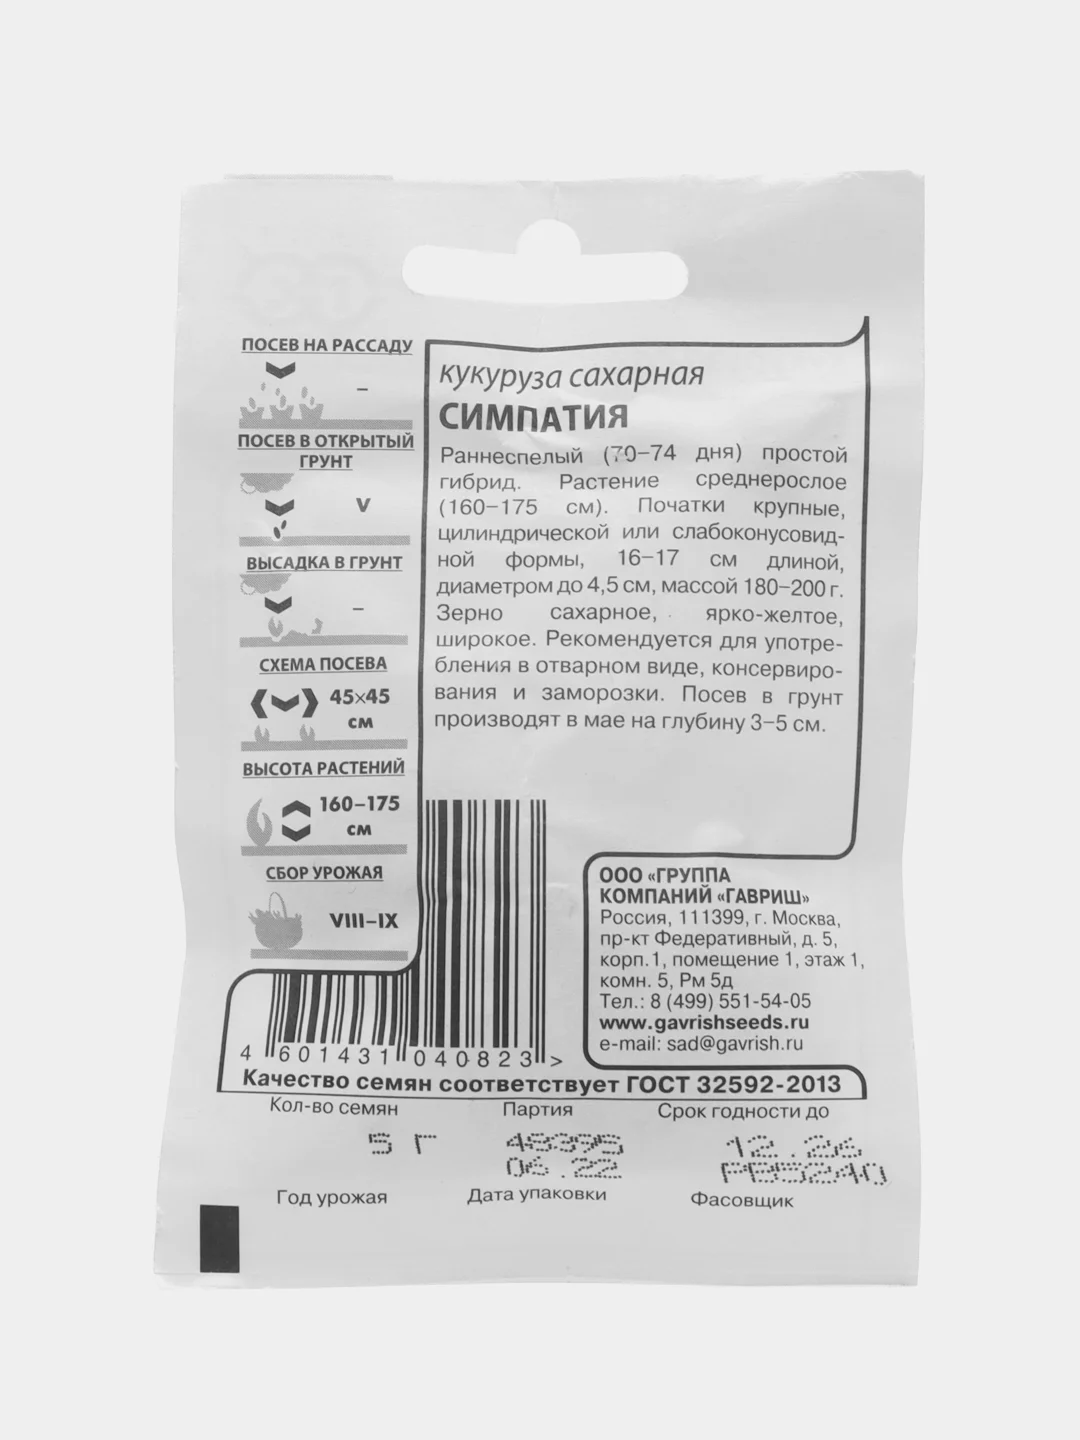 ПОСЕВ НА РАССАДУ
–
ПОСЕВ В ОТКРЫТЫЙ
ГРУНТ
V
ВЫСАДКА В ГРУНТ
–
СХЕМА ПОСЕВА
45×45
см
ВЫСОТА РАСТЕНИЙ
160–175
см
СБОР УРОЖАЯ
VIII–IX
кукуруза сахарная
СИМПАТИЯ
Раннеспелый (70–74 дня) простой
гибрид. Растение среднерослое
(160–175 см). Початки крупные,
цилиндрической или слабоконусовид-
ной формы, 16–17 см длиной,
диаметром до 4,5 см, массой 180–200 г.
Зерно сахарное, ярко-желтое,
широкое. Рекомендуется для употре-
бления в отварном виде, консервиро-
вания и заморозки. Посев в грунт
производят в мае на глубину 3–5 см.
ООО «ГРУППА
КОМПАНИЙ «ГАВРИШ»
Россия, 111399, г. Москва,
пр-кт Федеративный, д. 5,
корп.1, помещение 1, этаж 1,
комн. 5, Рм 5д
Тел.: 8 (499) 551-54-05
www.gavrishseeds.ru
e-mail: sad@gavrish.ru
4 601431 040823 >
Качество семян соответствует ГОСТ 32592-2013
Кол-во семян Партия Срок годности до
5 г 48395 12.26
06.22 РВ5240
Год урожая Дата упаковки Фасовщик